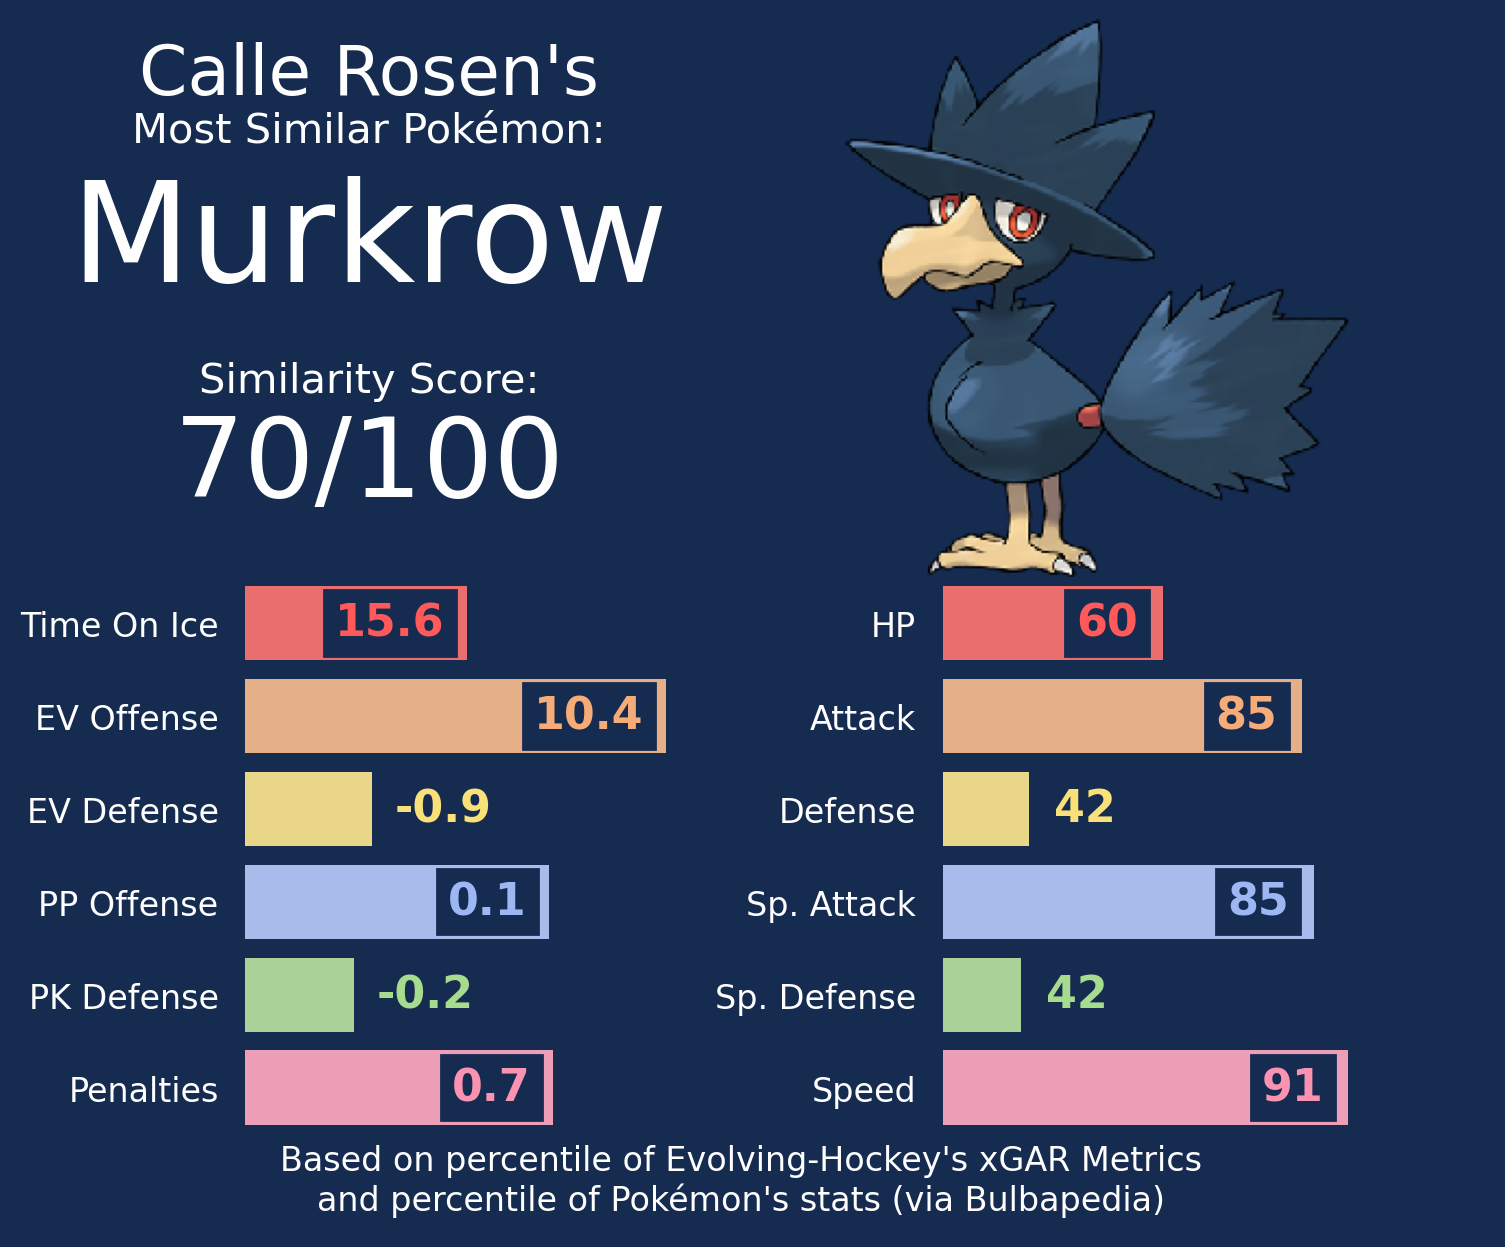 Calle Rosen's
Most Similar Pokémon:
Murkrow
Similarity Score:
70/100
Time On Ice 15.6
EV Offense 10.4
EV Defense -0.9
PP Offense 0.1
PK Defense -0.2
Penalties 0.7
HP 60
Attack 85
Defense 42
Sp. Attack 85
Sp. Defense 42
Speed 91
Based on percentile of Evolving-Hockey's xGAR Metrics
and percentile of Pokémon's stats (via Bulbapedia)